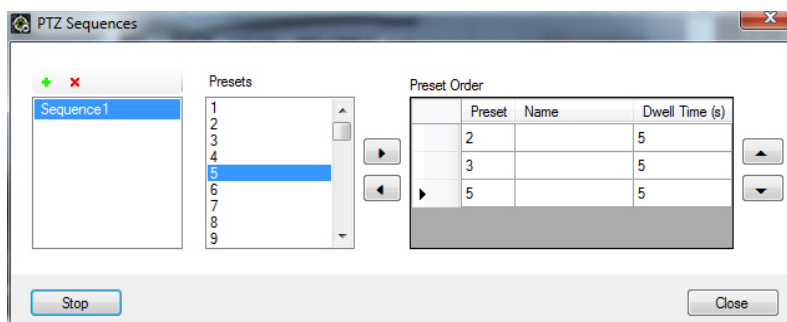 PTZ Sequences
Sequence1
Presets
1
2
3
4
5
6
7
8
9
Preset Order
Preset Name Dwell Time (s)
2 5
3 5
5 5
Stop
Close